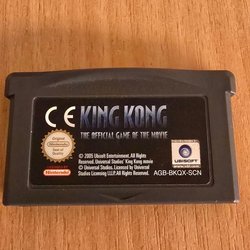 CE KING KONG
THE OFFICIAL GAME OF THE MOVIE
Nintendo
© 2005 Ubisoft Entertainment. All Rights
Reserved. Universal Studios' King Kong movie
© Universal Studios. Licensed by Universal
Studios Licensing LLLP. All Rights Reserved.
UBISOFT
AGB-BKQX-SCN